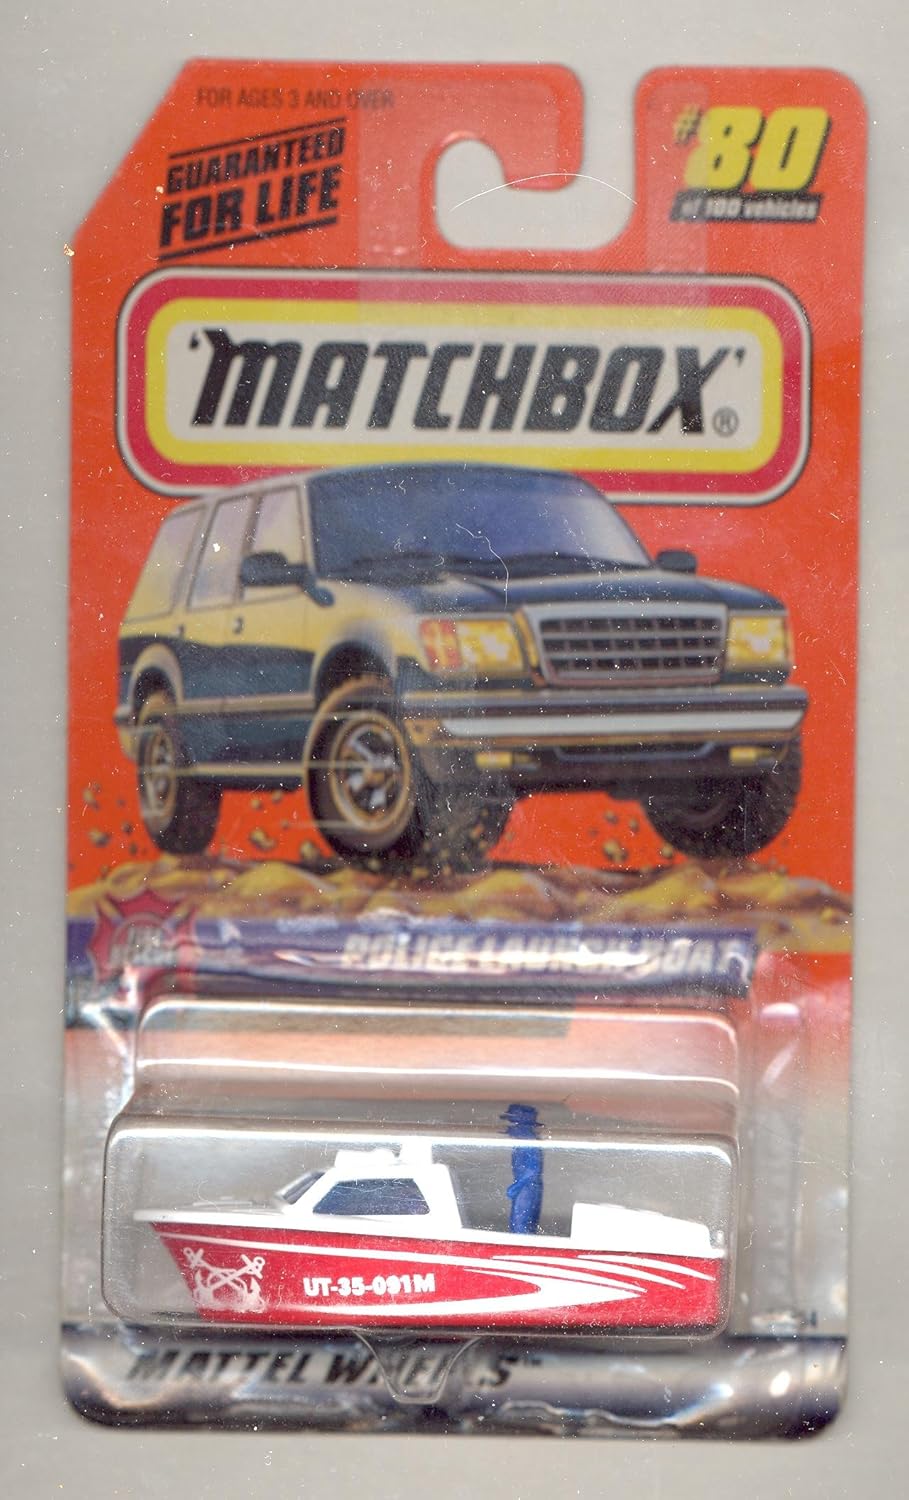 FOR AGES 3 AND OVER
GUARANTEED
FOR LIFE
#80
of 100 vehicles
'MATCHBOX'®
POLICE LAUNCH BOAT
UT-35-091M
MATTEL WHEELS™